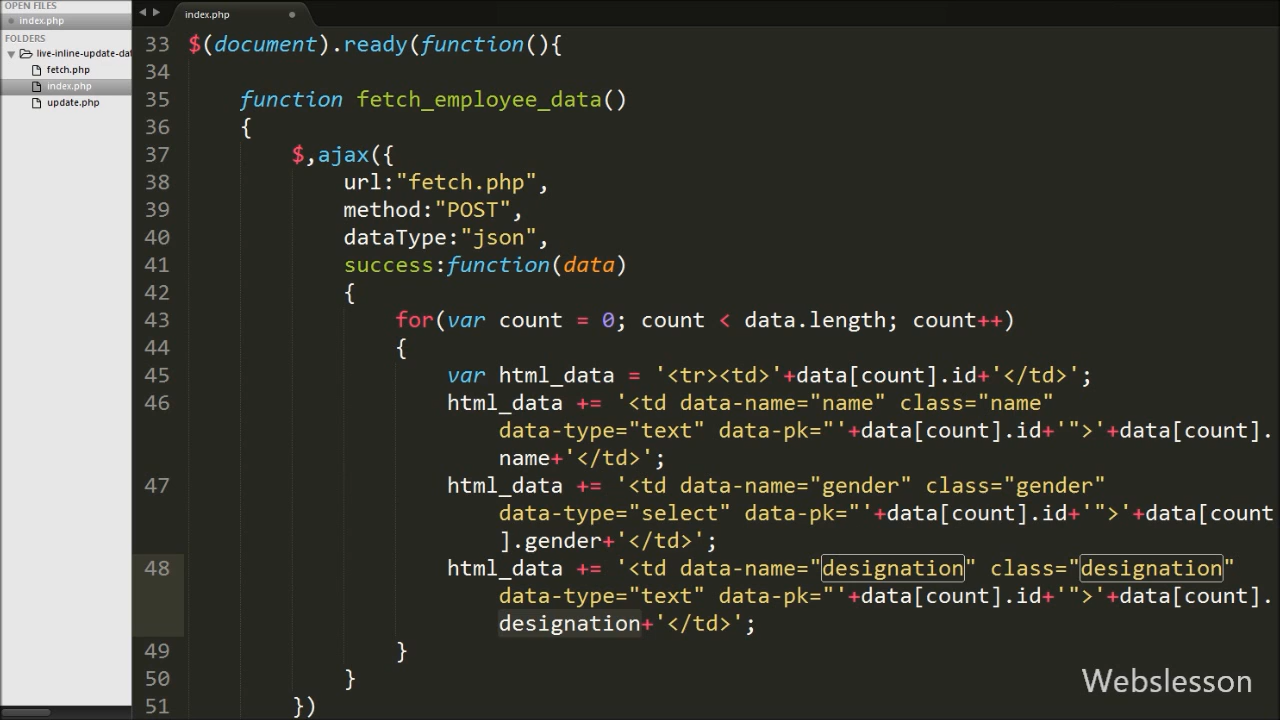 OPEN FILES
index.php
FOLDERS
live-inline-update-dat
fetch.php
index.php
update.php
index.php
33 $(document).ready(function(){
34
35 function fetch_employee_data()
36 {
37 $,ajax({
38 url:"fetch.php",
39 method:"POST",
40 dataType:"json",
41 success:function(data)
42 {
43 for(var count = 0; count < data.length; count++)
44 {
45 var html_data = '<tr><td>'+data[count].id+'</td>';
46 html_data += '<td data-name="name" class="name"
data-type="text" data-pk="'+data[count].id+'">'+data[count].
name+'</td>';
47 html_data += '<td data-name="gender" class="gender"
data-type="select" data-pk="'+data[count].id+'">'+data[count
].gender+'</td>';
48 html_data += '<td data-name="designation" class="designation"
data-type="text" data-pk="'+data[count].id+'">'+data[count].
designation+'</td>';
49 }
50 }
51 })
Webslesson